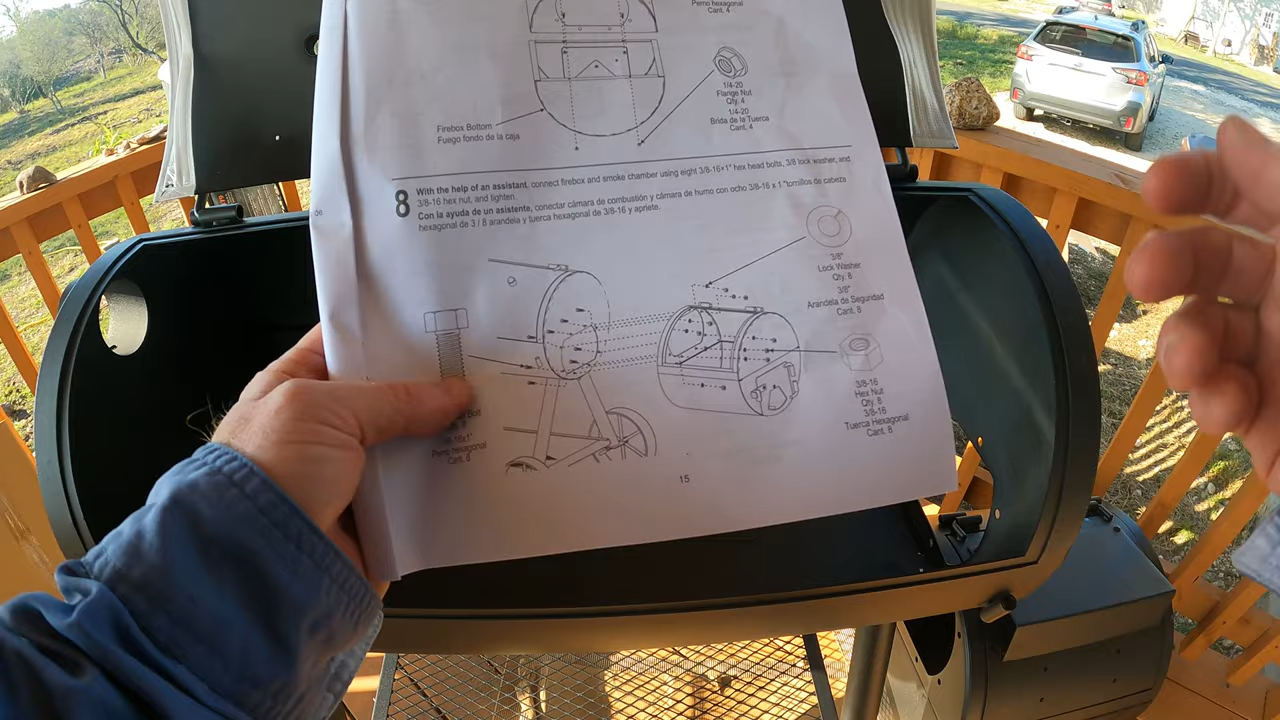 Perno hexagonal
Cant. 4
1/4-20
Flange Nut
Qty. 4
1/4-20
Brida de la Tuerca
Cant. 4
Firebox Bottom
Fuego fondo de la caja
8
With the help of an assistant, connect firebox and smoke chamber using eight 3/8-16×1" hex head bolts, 3/8 lock washer, and
3/8-16 hex nut, and lighten.
Con la ayuda de un asistente, conectar cámara de combustión y cámara de humo con ocho 3/8-16 x 1 "tornillos de cabeza
hexagonal de 3 / 8 arandela y tuerca hexagonal de 3/8-16 y apriete.
de
3/8"
Lock Washer
Qty. 8
3/8"
Arandela de Seguridad
Cant. 8
3/8-16
Hex Nut
Qty. 8
3/8-16
Tuerca Hexagonal
Cant. 8
Bolt
Perno hexagonal
15